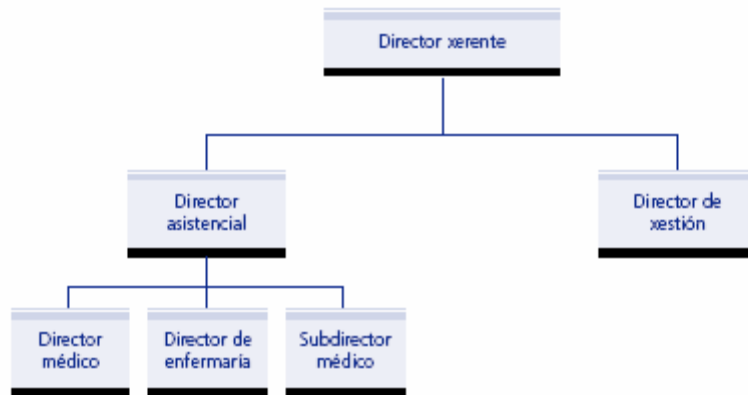 Director xerente
Director
asistencial
Director de
xestión
Director
médico
Director de
enfermaría
Subdirector
médico